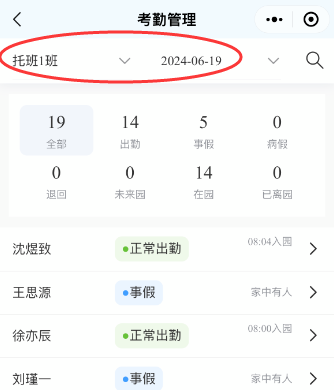 考勤管理
托班1班 2024-06-19
19 14 5 0
全部 出勤 事假 病假
0 0 14 0
退回 未来园 在园 已离园
沈煜致 正常出勤 08:04入园
王思源 事假 家中有人
徐亦辰 正常出勤 08:00入园
刘瑾一 事假 家中有人